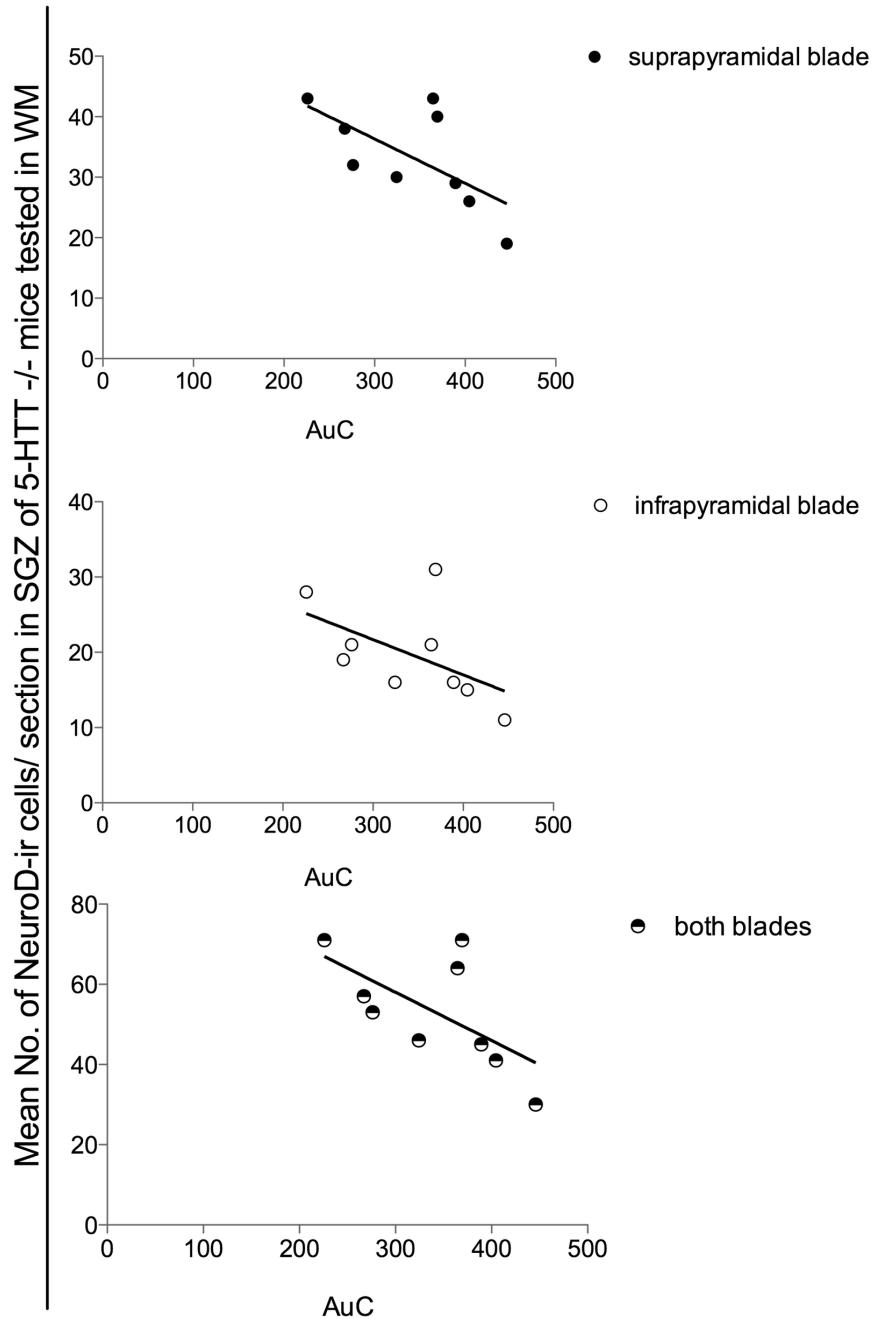 Mean No. of NeuroD-ir cells/ section in SGZ of 5-HTT -/- mice tested in WM
suprapyramidal blade
50
40
30
20
10
0
0 100 200 300 400 500
AuC
infrapyramidal blade
40
30
20
10
0
0 100 200 300 400 500
AuC
both blades
80
60
40
20
0
0 100 200 300 400 500
AuC